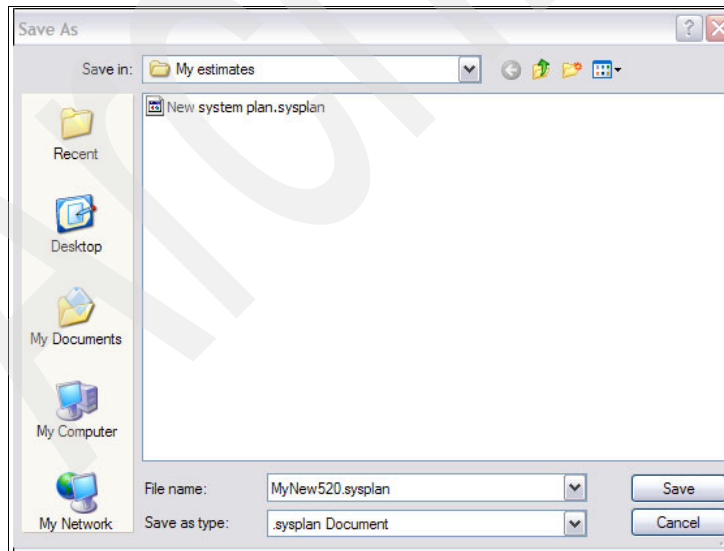 Save As
Save in: My estimates
New system plan.sysplan
Recent
Desktop
My Documents
My Computer
My Network
File name: MyNew520.sysplan Save
Save as type: .sysplan Document Cancel